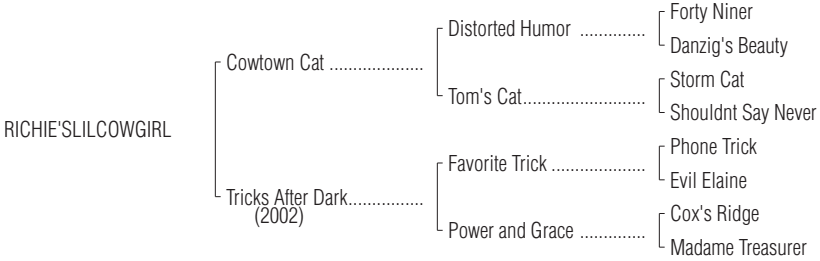 Forty Niner
Distorted Humor ..............
Danzig's Beauty
Cowtown Cat ....................
Storm Cat
Tom's Cat..........................
Shouldnt Say Never
RICHIE'SLILCOWGIRL
Phone Trick
Favorite Trick ....................
Evil Elaine
Tricks After Dark................
(2002)
Cox's Ridge
Power and Grace ..............
Madame Treasurer